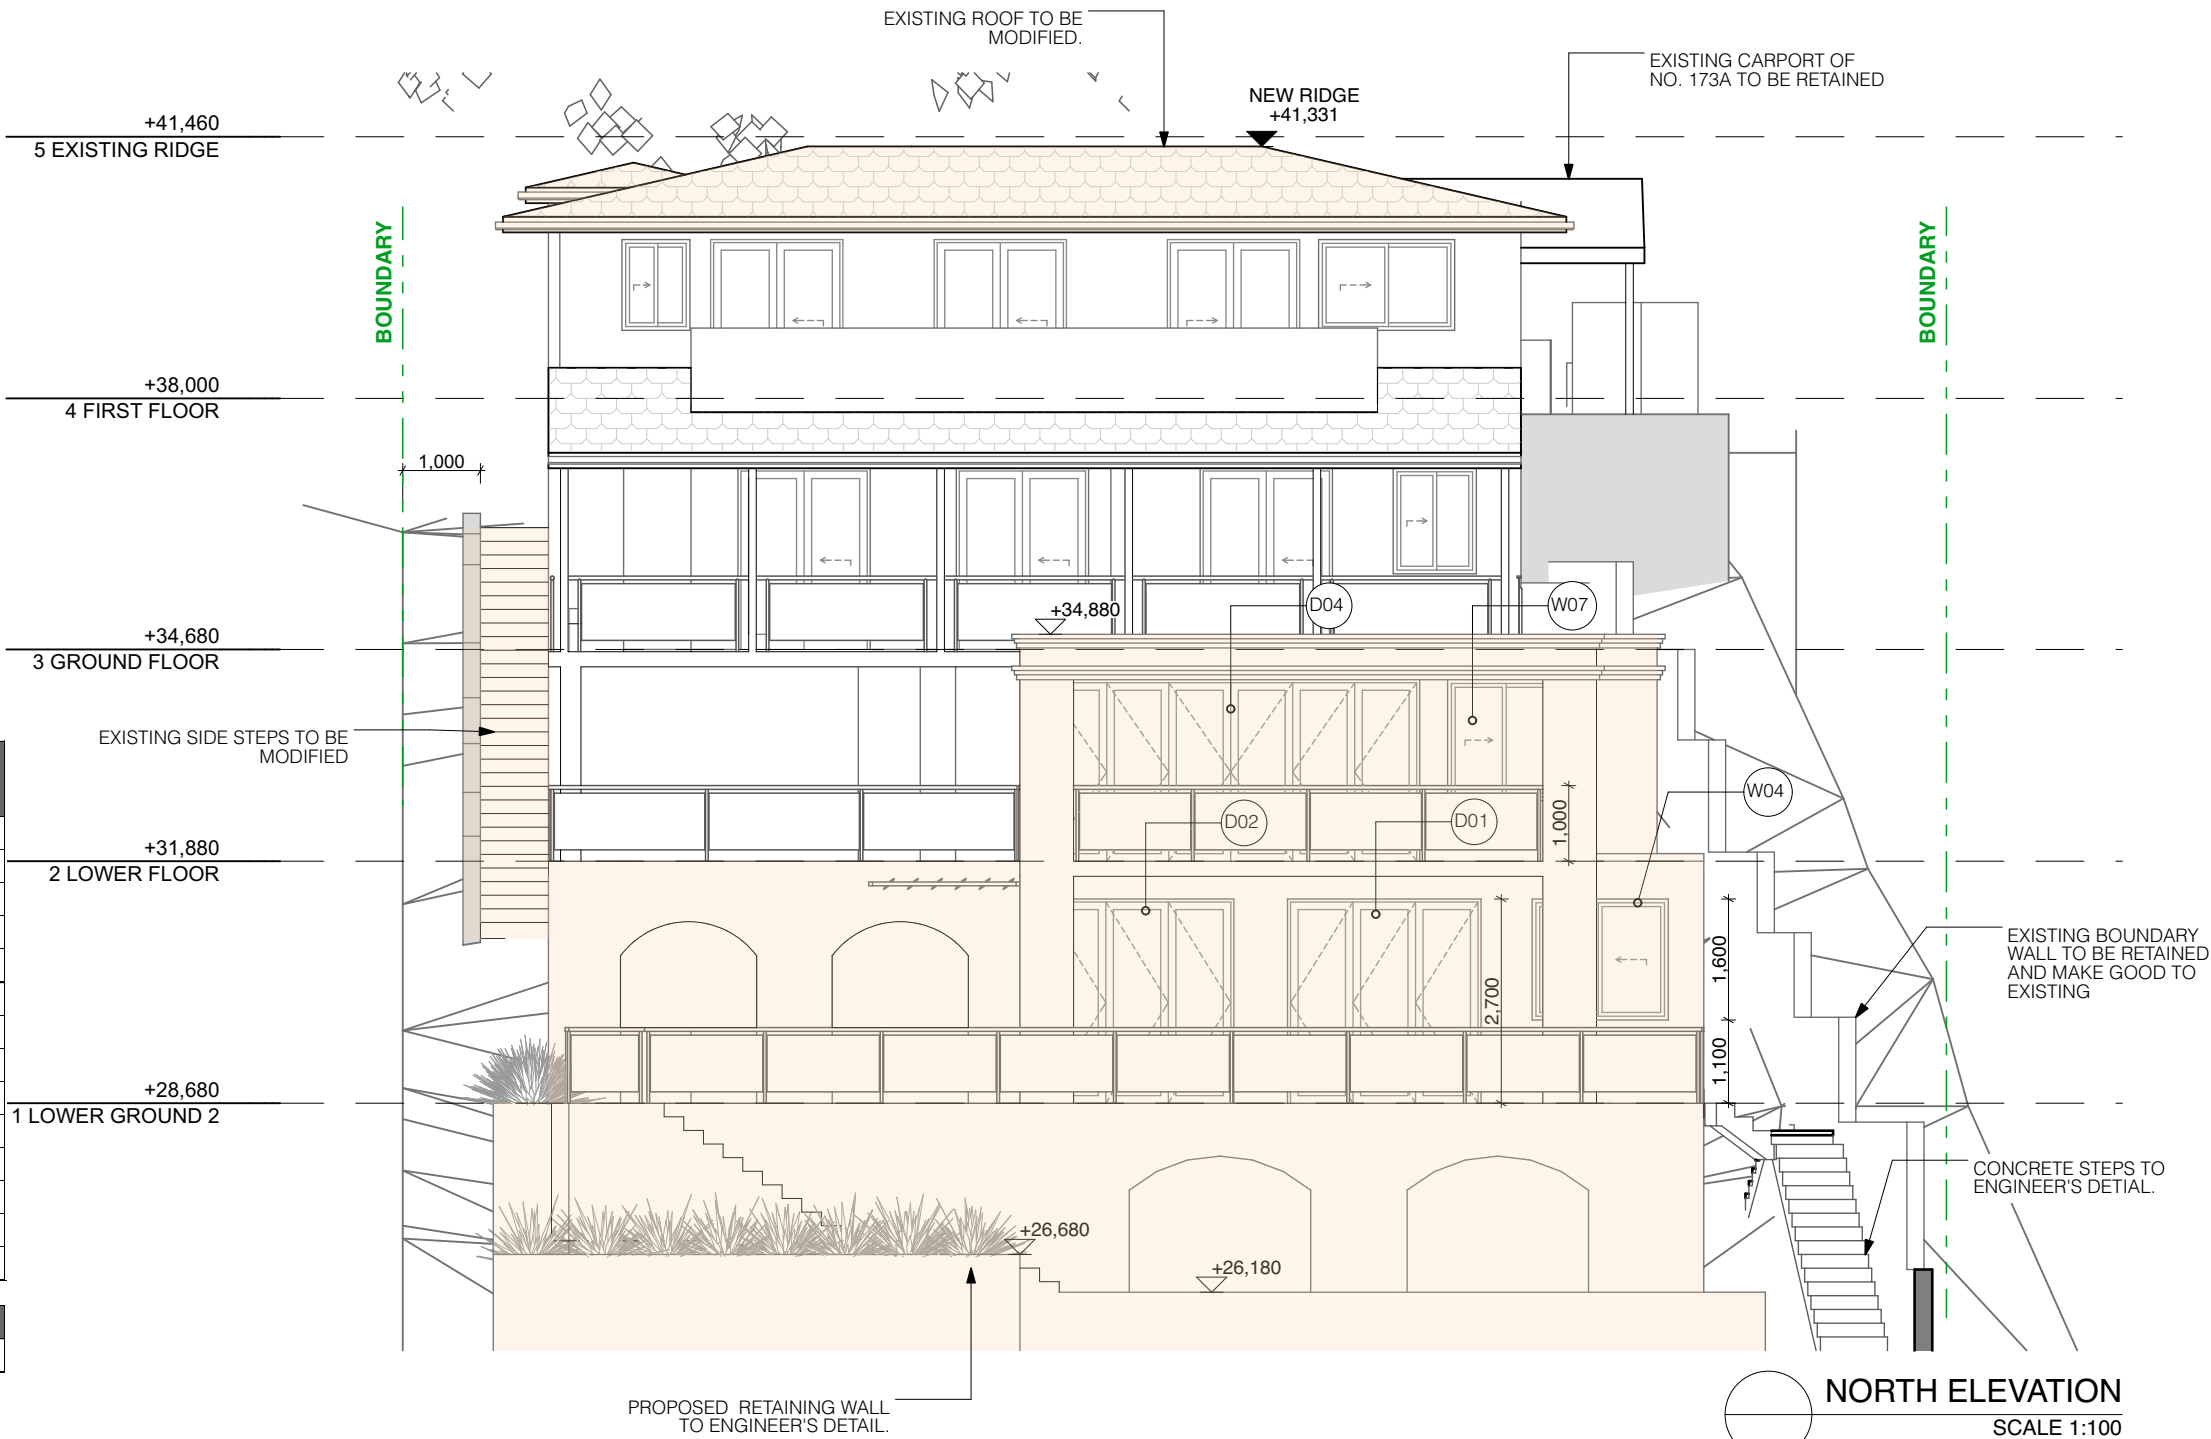 EXISTING ROOF TO BE
MODIFIED.
EXISTING CARPORT OF
NO. 173A TO BE RETAINED
NEW RIDGE
+41,331
+41,460
5 EXISTING RIDGE
BOUNDARY
BOUNDARY
+38,000
4 FIRST FLOOR
1,000
+34,880
D04
W07
+34,680
3 GROUND FLOOR
EXISTING SIDE STEPS TO BE
MODIFIED
W04
D02
D01
1,000
+31,880
2 LOWER FLOOR
EXISTING BOUNDARY
WALL TO BE RETAINED
AND MAKE GOOD TO
EXISTING
1,600
2,700
1,100
+28,680
1 LOWER GROUND 2
CONCRETE STEPS TO
ENGINEER'S DETIAL.
+26,680
+26,180
PROPOSED RETAINING WALL
TO ENGINEER'S DETAIL.
NORTH ELEVATION
SCALE 1:100